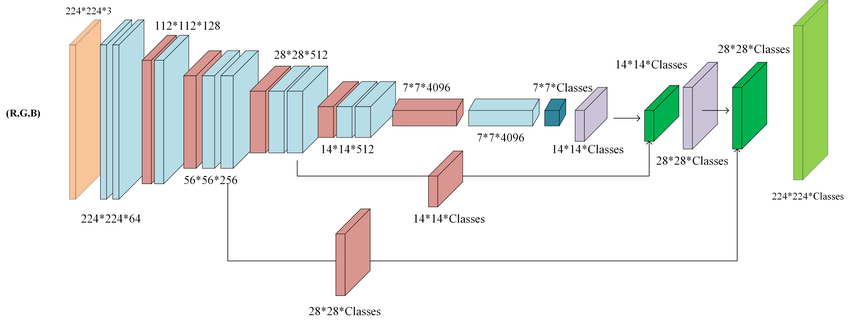 224*224*3
112*112*128
28*28*512
7*7*4096
7*7*Classes
14*14*Classes
28*28*Classes
(R,G,B)
224*224*64
56*56*256
14*14*512
7*7*4096
14*14*Classes
28*28*Classes
224*224*Classes
14*14*Classes
28*28*Classes